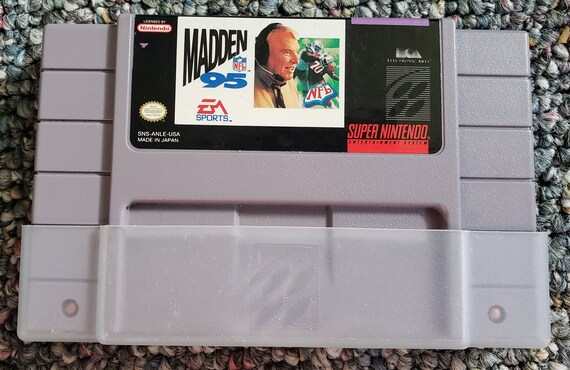 LICENSED BY
Nintendo
MADDEN
NFL
95
EA
SPORTS
SNS-ANLE-USA
MADE IN JAPAN
20
NFL
ELECTRONIC ARTS
SUPER NINTENDO
ENTERTAINMENT SYSTEM